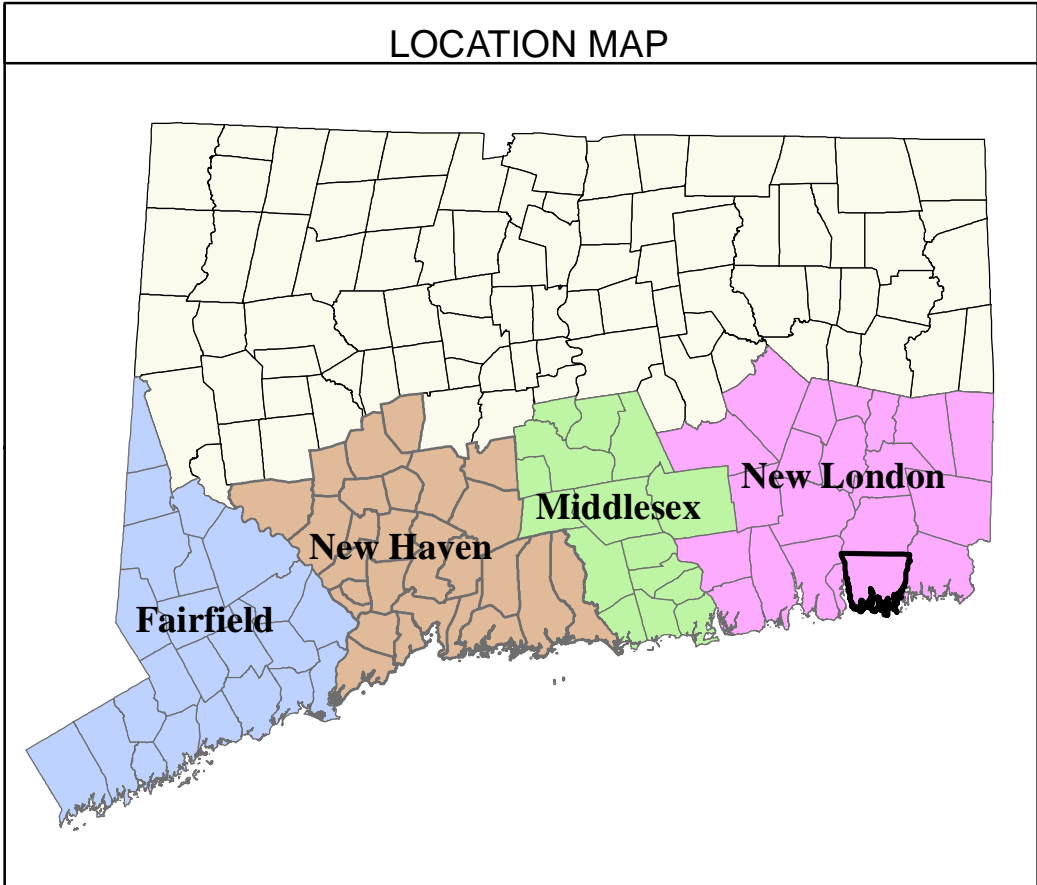 LOCATION MAP
New London
Middlesex
New Haven
Fairfield